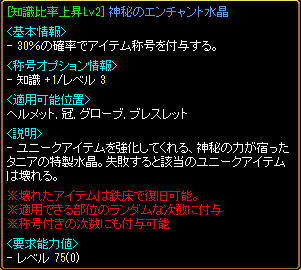 [知識比率上昇Lv2] 神秘のエンチャント水晶
<基本情報>
- 30%の確率でアイテム称号を付与する。
<称号オプション情報>
- 知識 +1/レベル 3
<適用可能位置>
ヘルメット, 冠, グローブ, ブレスレット
<説明>
- ユニークアイテムを強化してくれる、神秘の力が宿った
タニアの特製水晶。失敗すると該当のユニークアイテム
は壊れる。
※壊れたアイテムは鉄床で復旧可能。
※適用できる部位のランダムな次数に付与
※称号付きの次数にも付与可能
<要求能力値>
- レベル 75(0)